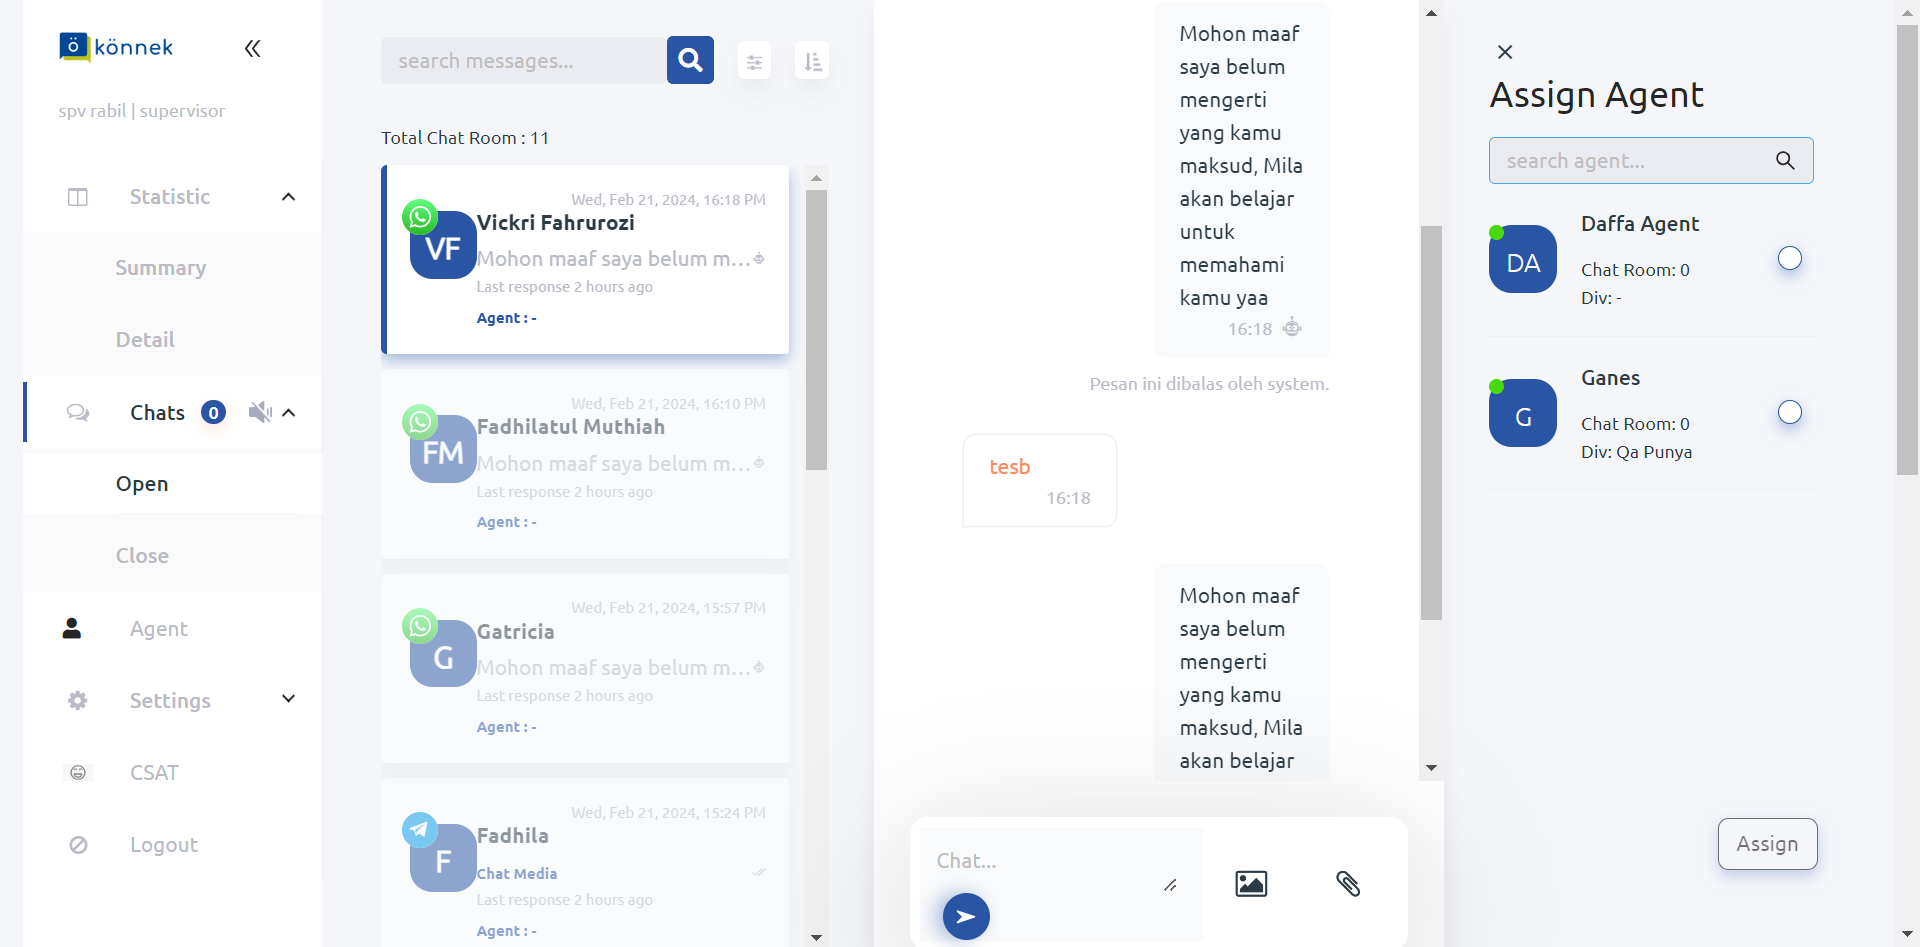 ö könnek
spv rabil | supervisor
Statistic
Summary
Detail
Chats 0
Open
Close
Agent
Settings
CSAT
Logout
search messages...
Total Chat Room : 11
Wed, Feb 21, 2024, 16:18 PM
VF
Vickri Fahrurozi
Mohon maaf saya belum m...
Last response 2 hours ago
Agent : -
Wed, Feb 21, 2024, 16:10 PM
FM
Fadhilatul Muthiah
Mohon maaf saya belum m...
Last response 2 hours ago
Agent : -
Wed, Feb 21, 2024, 15:57 PM
G
Gatricia
Mohon maaf saya belum m...
Last response 2 hours ago
Agent : -
Wed, Feb 21, 2024, 15:24 PM
F
Fadhila
Chat Media
Last response 2 hours ago
Agent : -
Mohon maaf
saya belum
mengerti
yang kamu
maksud, Mila
akan belajar
untuk
memahami
kamu yaa
16:18
Pesan ini dibalas oleh system.
tesb
16:18
Mohon maaf
saya belum
mengerti
yang kamu
maksud, Mila
akan belajar
Chat...
Assign Agent
search agent...
DA
Daffa Agent
Chat Room: 0
Div: -
G
Ganes
Chat Room: 0
Div: Qa Punya
Assign